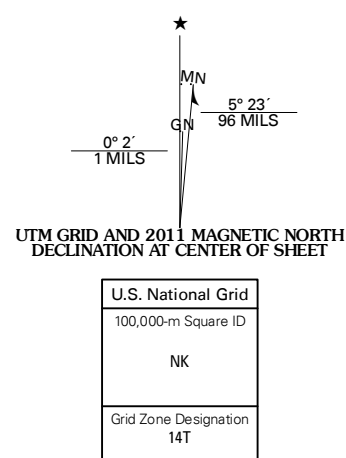 ★
MN
5° 23´
96 MILS
GN
0° 2´
1 MILS
UTM GRID AND 2011 MAGNETIC NORTH
DECLINATION AT CENTER OF SHEET
U.S. National Grid
100,000-m Square ID
NK
Grid Zone Designation
14T